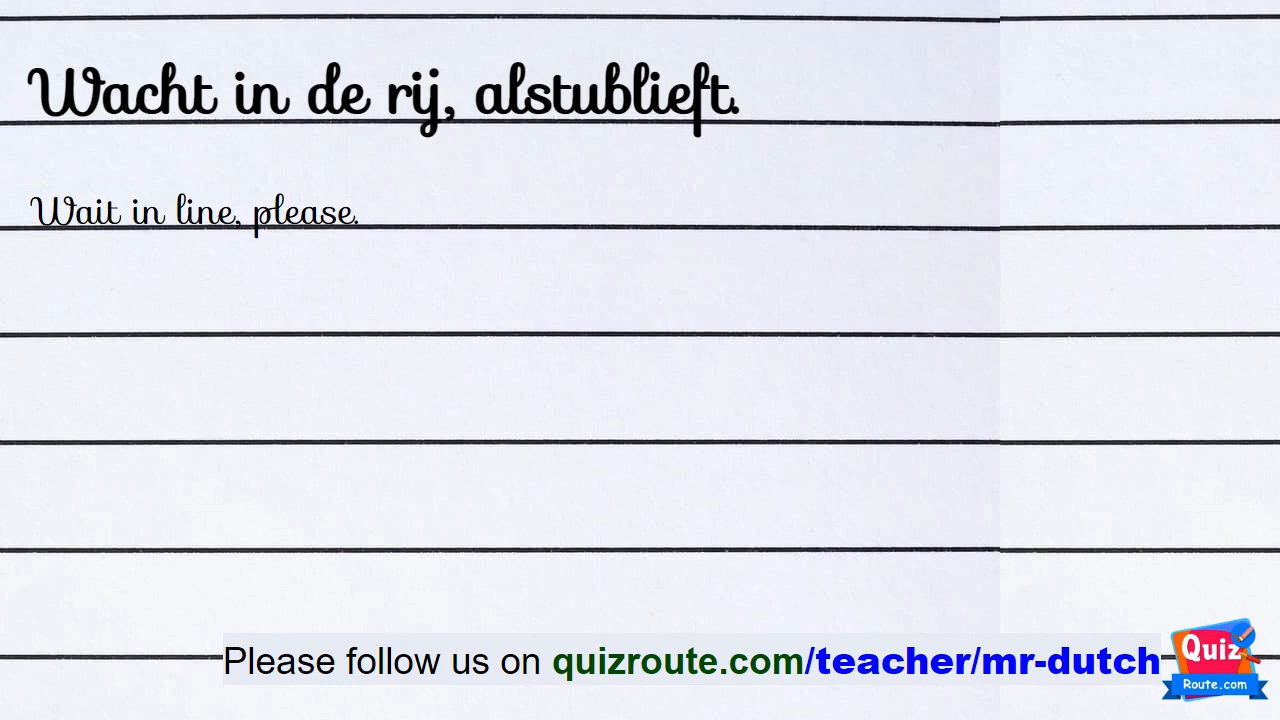 Wacht in de rij, alstublieft.
Wait in line, please.
Please follow us on quizroute.com/teacher/mr-dutch
Quiz
Route.com